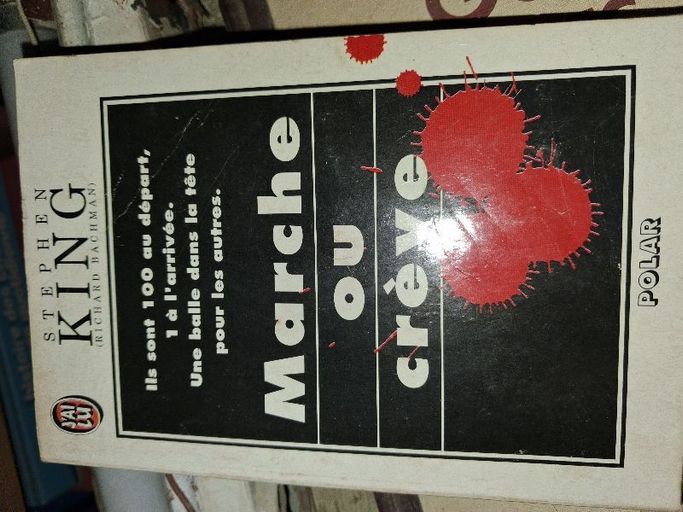 STEPHEN
KING
(RICHARD BACHMAN)
Ils sont 100 au départ,
1 à l'arrivée.
Une balle dans la tête
pour les autres.
Marche
ou
crève
POLAR
J'AI
LU